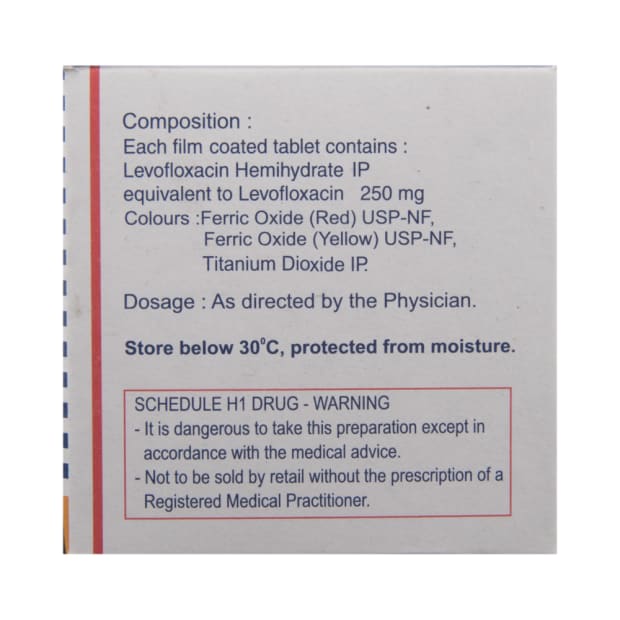 Composition :
Each film coated tablet contains :
Levofloxacin Hemihydrate IP
equivalent to Levofloxacin 250 mg
Colours :Ferric Oxide (Red) USP-NF,
Ferric Oxide (Yellow) USP-NF,
Titanium Dioxide IP.
Dosage : As directed by the Physician.
Store below 30⁰C, protected from moisture.
SCHEDULE H1 DRUG - WARNING
- It is dangerous to take this preparation except in
accordance with the medical advice.
- Not to be sold by retail without the prescription of a
Registered Medical Practitioner.